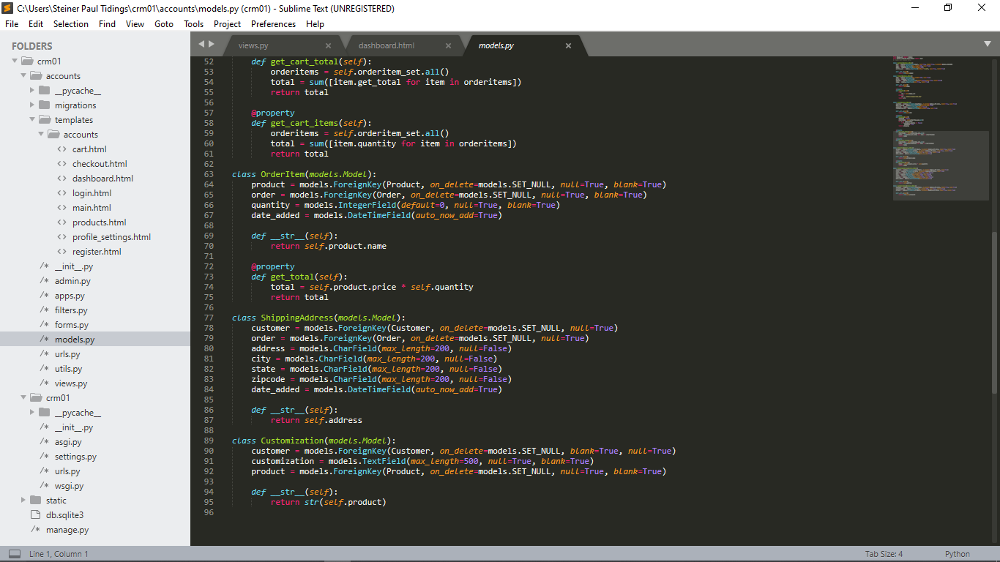 C:\Users\Steiner Paul Tidings\crm01\accounts\models.py (crm01) - Sublime Text (UNREGISTERED)
File Edit Selection Find View Goto Tools Project Preferences Help
FOLDERS
crm01
accounts
__pycache__
migrations
templates
accounts
<> cart.html
<> checkout.html
<> dashboard.html
<> login.html
<> main.html
<> products.html
<> profile_settings.html
<> register.html
/* __init__.py
/* admin.py
/* apps.py
/* filters.py
/* forms.py
/* models.py
/* urls.py
/* utils.py
/* views.py
crm01
__pycache__
/* __init__.py
/* asgi.py
/* settings.py
/* urls.py
/* wsgi.py
static
db.sqlite3
/* manage.py
views.py dashboard.html models.py
52     def get_cart_total(self):
53         orderitems = self.orderitem_set.all()
54         total = sum([item.get_total for item in orderitems])
55         return total
56
57     @property
58     def get_cart_items(self):
59         orderitems = self.orderitem_set.all()
60         total = sum([item.quantity for item in orderitems])
61         return total
62
63 class OrderItem(models.Model):
64     product = models.ForeignKey(Product, on_delete=models.SET_NULL, null=True, blank=True)
65     order = models.ForeignKey(Order, on_delete=models.SET_NULL, null=True, blank=True)
66     quantity = models.IntegerField(default=0, null=True, blank=True)
67     date_added = models.DateTimeField(auto_now_add=True)
68
69     def __str__(self):
70         return self.product.name
71
72     @property
73     def get_total(self):
74         total = self.product.price * self.quantity
75         return total
76
77 class ShippingAddress(models.Model):
78     customer = models.ForeignKey(Customer, on_delete=models.SET_NULL, null=True)
79     order = models.ForeignKey(Order, on_delete=models.SET_NULL, null=True)
80     address = models.CharField(max_length=200, null=False)
81     city = models.CharField(max_length=200, null=False)
82     state = models.CharField(max_length=200, null=False)
83     zipcode = models.CharField(max_length=200, null=False)
84     date_added = models.DateTimeField(auto_now_add=True)
85
86     def __str__(self):
87         return self.address
88
89 class Customization(models.Model):
90     customer = models.ForeignKey(Customer, on_delete=models.SET_NULL, blank=True, null=True)
91     customization = models.TextField(max_length=500, null=True, blank=True)
92     product = models.ForeignKey(Product, on_delete=models.SET_NULL, null=True, blank=True)
93
94     def __str__(self):
95         return str(self.product)
96
Line 1, Column 1 Tab Size: 4 Python